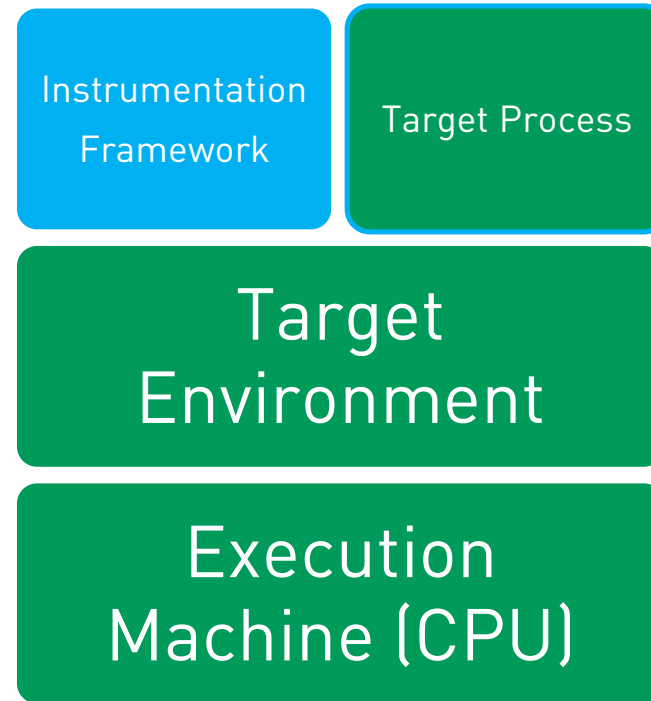 Instrumentation
Framework
Target Process
Target
Environment
Execution
Machine (CPU)